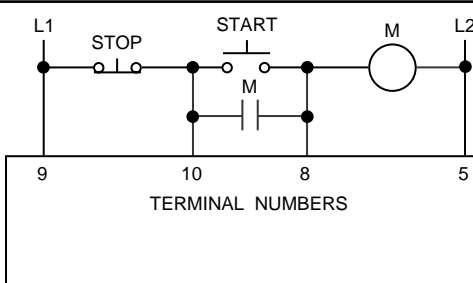 L1 STOP START M L2
M
9 10 8 5
TERMINAL NUMBERS